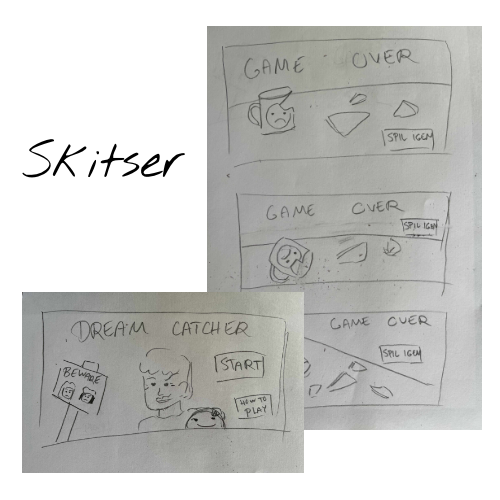 Skitser
GAME OVER
SPIL IGEN
GAME OVER
SPIL IGEN
GAME OVER
SPIL IGEN
DREAM CATCHER
BEWARE
START
HOW TO
PLAY